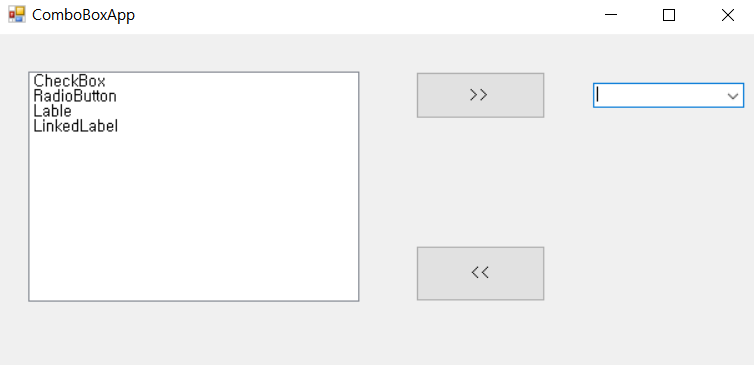 ComboBoxApp
CheckBox
RadioButton
Lable
LinkedLabel
>>
<<